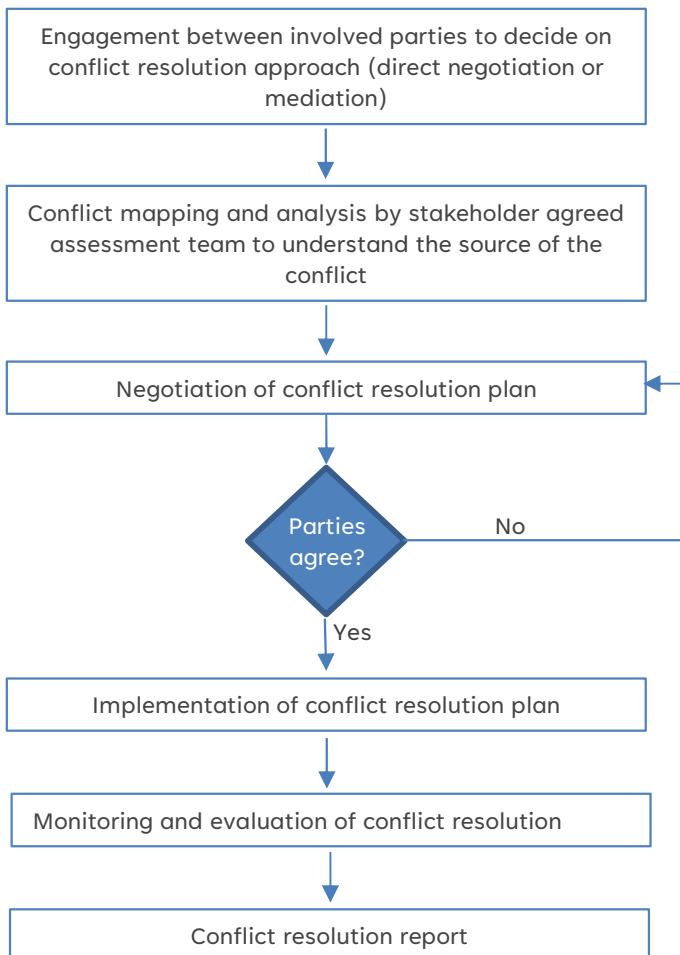 Engagement between involved parties to decide on
conflict resolution approach (direct negotiation or
mediation)
Conflict mapping and analysis by stakeholder agreed
assessment team to understand the source of the
conflict
Negotiation of conflict resolution plan
Parties
agree?
No
Yes
Implementation of conflict resolution plan
Monitoring and evaluation of conflict resolution
Conflict resolution report